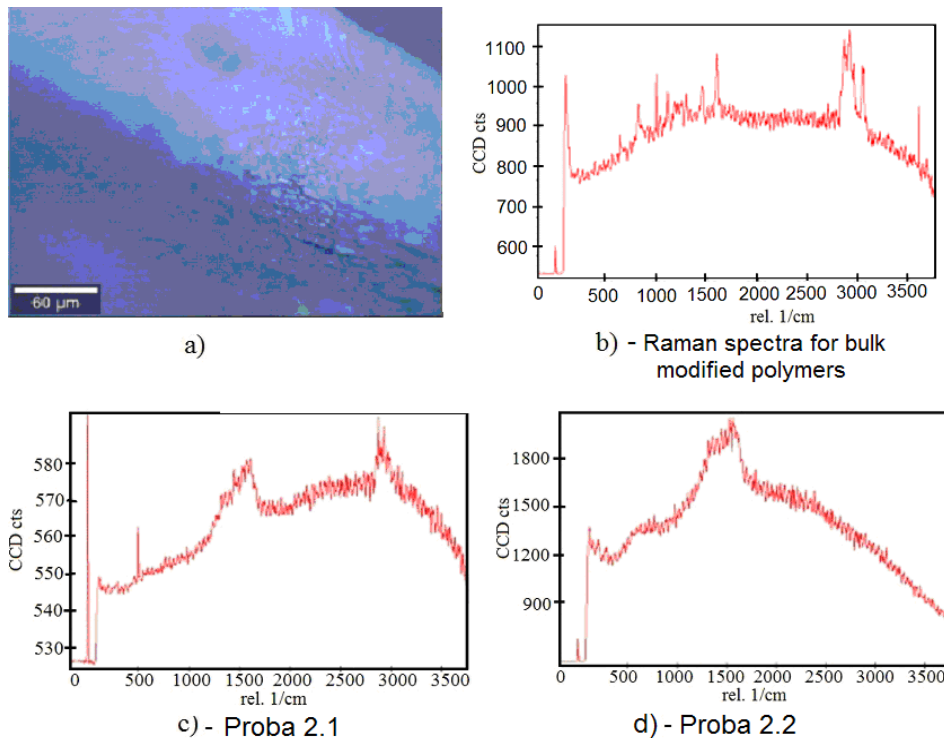 60 µm
a)
1100
1000
900
800
700
600
CCD cts
0 500 1000 1500 2000 2500 3000 3500
rel. 1/cm
b) - Raman spectra for bulk
modified polymers
580
570
560
550
540
530
CCD cts
0 500 1000 1500 2000 2500 3000 3500
rel. 1/cm
c) - Proba 2.1
1800
1500
1200
900
CCD cts
0 500 1000 1500 2000 2500 3000 3500
rel. 1/cm
d) - Proba 2.2